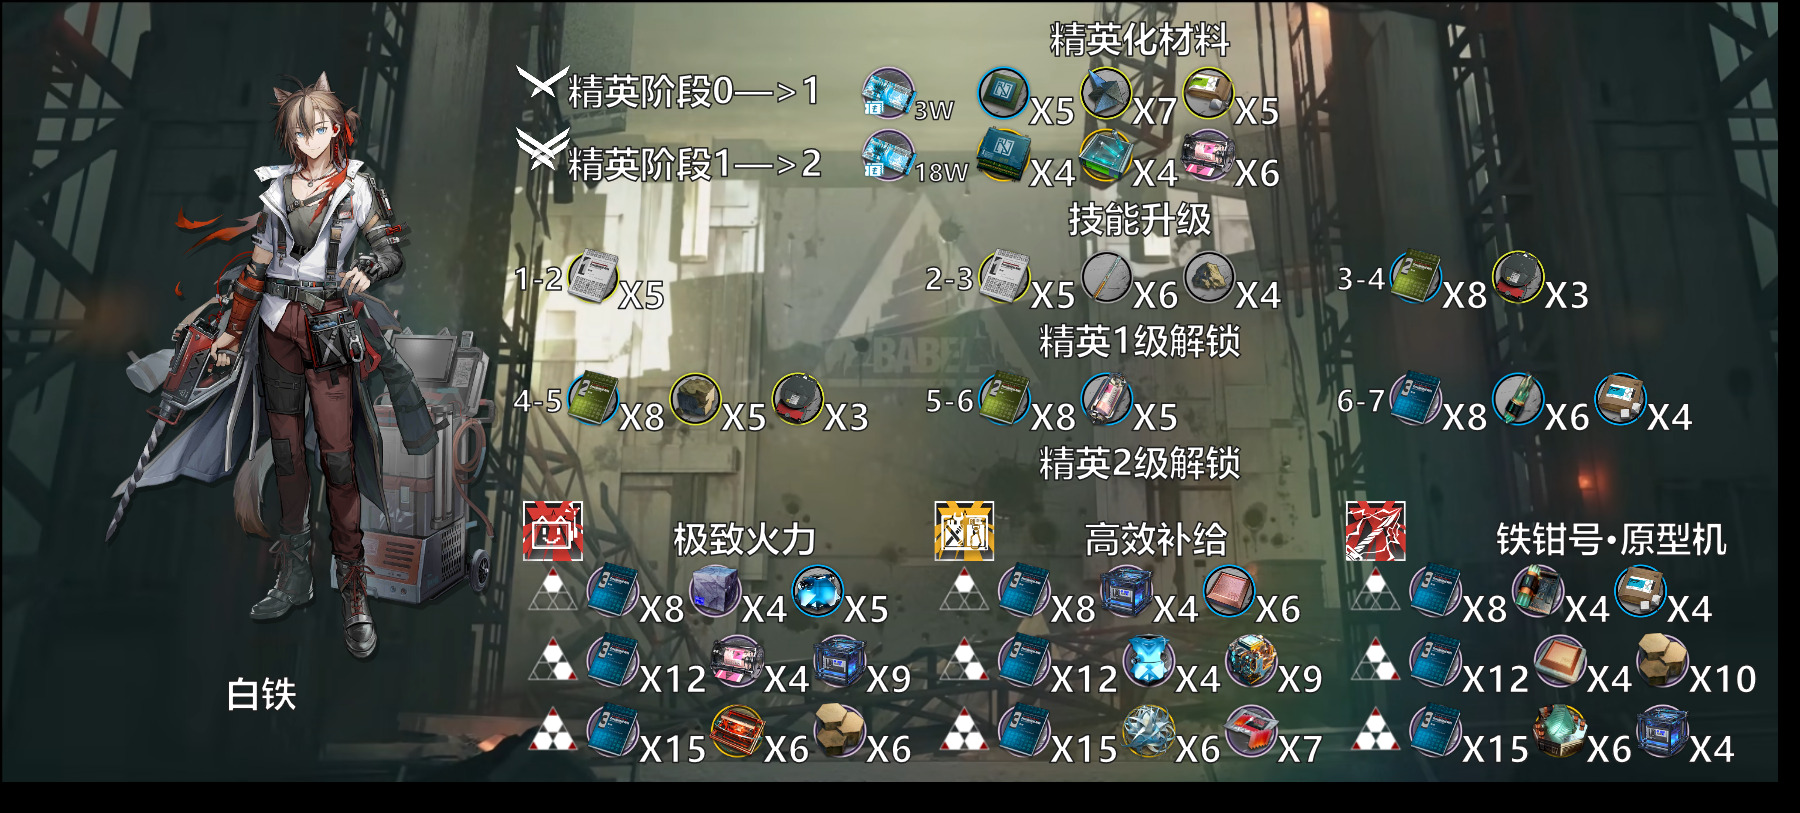 精英化材料
精英阶段0—>1 3W X5 X7 X5
精英阶段1—>2 18W X4 X4 X6
技能升级
1-2 X5 2-3 X5 X6 X4 3-4 X8 X3
精英1级解锁
4-5 X8 X5 X3 5-6 X8 X5 6-7 X8 X6 X4
精英2级解锁
极致火力 高效补给 铁钳号·原型机
X8 X4 X5 X8 X4 X6 X8 X4 X4
X12 X4 X9 X12 X4 X9 X12 X4 X10
X15 X6 X6 X15 X6 X7 X15 X6 X4
白铁
BABEL